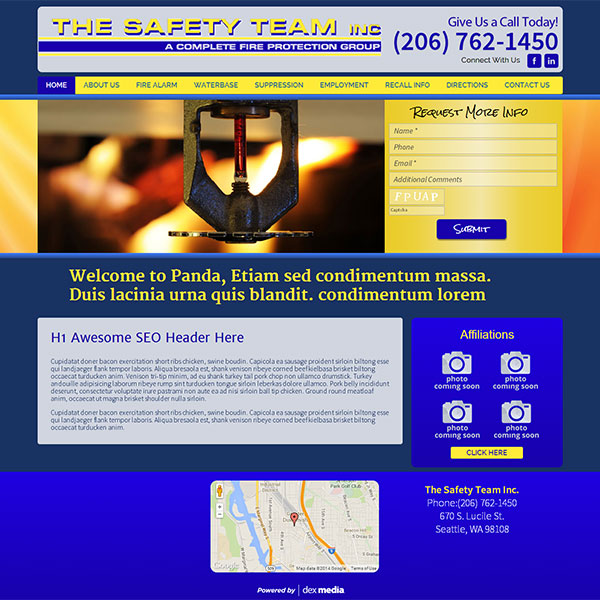 THE SAFETY TEAM INC
A COMPLETE FIRE PROTECTION GROUP
Give Us a Call Today!
(206) 762-1450
Connect With Us
HOME ABOUT US FIRE ALARM WATERBASE SUPPRESSION EMPLOYMENT RECALL INFO DIRECTIONS CONTACT US
Request More Info
Name *
Phone
Email *
Additional Comments
FPUAP
Captcha
Submit
Welcome to Panda, Etiam sed condimentum massa.
Duis lacinia urna quis blandit. condimentum lorem
H1 Awesome SEO Header Here
Cupidatat doner bacon exercitation short ribs chicken, swine boudin. Capicola ea sausage proident sirloin biltong esse
qui landjaeger flank tempor laboris. Aliqua bresaola est, shank venison ribeye corned beef kielbasa brisket biltong
occaecat turducken anim. Venison tri-tip minim, ad eu shank turkey tail pork chop non ullamco drumstick. Turkey
andouille adipisicing laborum ribeye rump sint turducken tongue sirloin leberkas dolore ullamco. Pork belly incididunt
deserunt, consectetur voluptate irure pastrami non aute ea ad nisi sirloin ball tip chicken. Ground round meatloaf
anim, occaecat ut magna brisket shoulder nulla sirloin.
Cupidatat doner bacon exercitation short ribs chicken, swine boudin. Capicola ea sausage proident sirloin biltong esse
qui landjaeger flank tempor laboris. Aliqua bresaola est, shank venison ribeye corned beef kielbasa brisket biltong
occaecat turducken anim.
Affiliations
photo
coming soon
photo
coming soon
photo
coming soon
photo
coming soon
CLICK HERE
Park Golf Club
Google
Map data ©2014 Google
Terms of Use
The Safety Team Inc.
Phone:(206) 762-1450
670 S. Lucile St.
Seattle, WA 98108
Powered by dex media